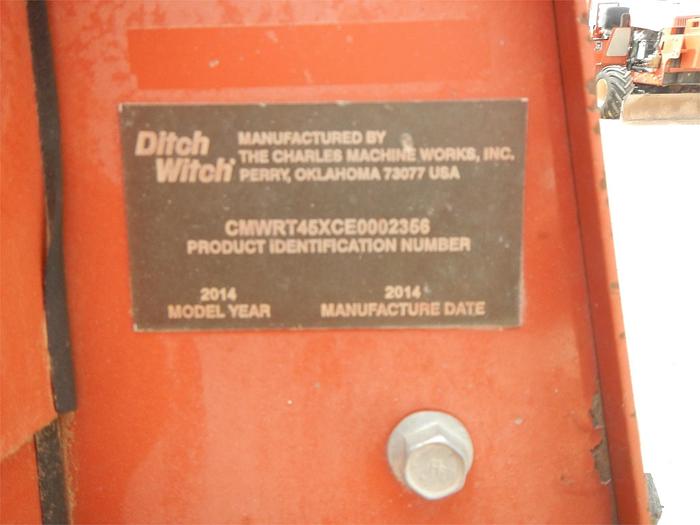 Ditch Witch®
MANUFACTURED BY
THE CHARLES MACHINE WORKS, INC.
PERRY, OKLAHOMA 73077 USA
CMWRT45XCE0002356
PRODUCT IDENTIFICATION NUMBER
2014
MODEL YEAR
2014
MANUFACTURE DATE